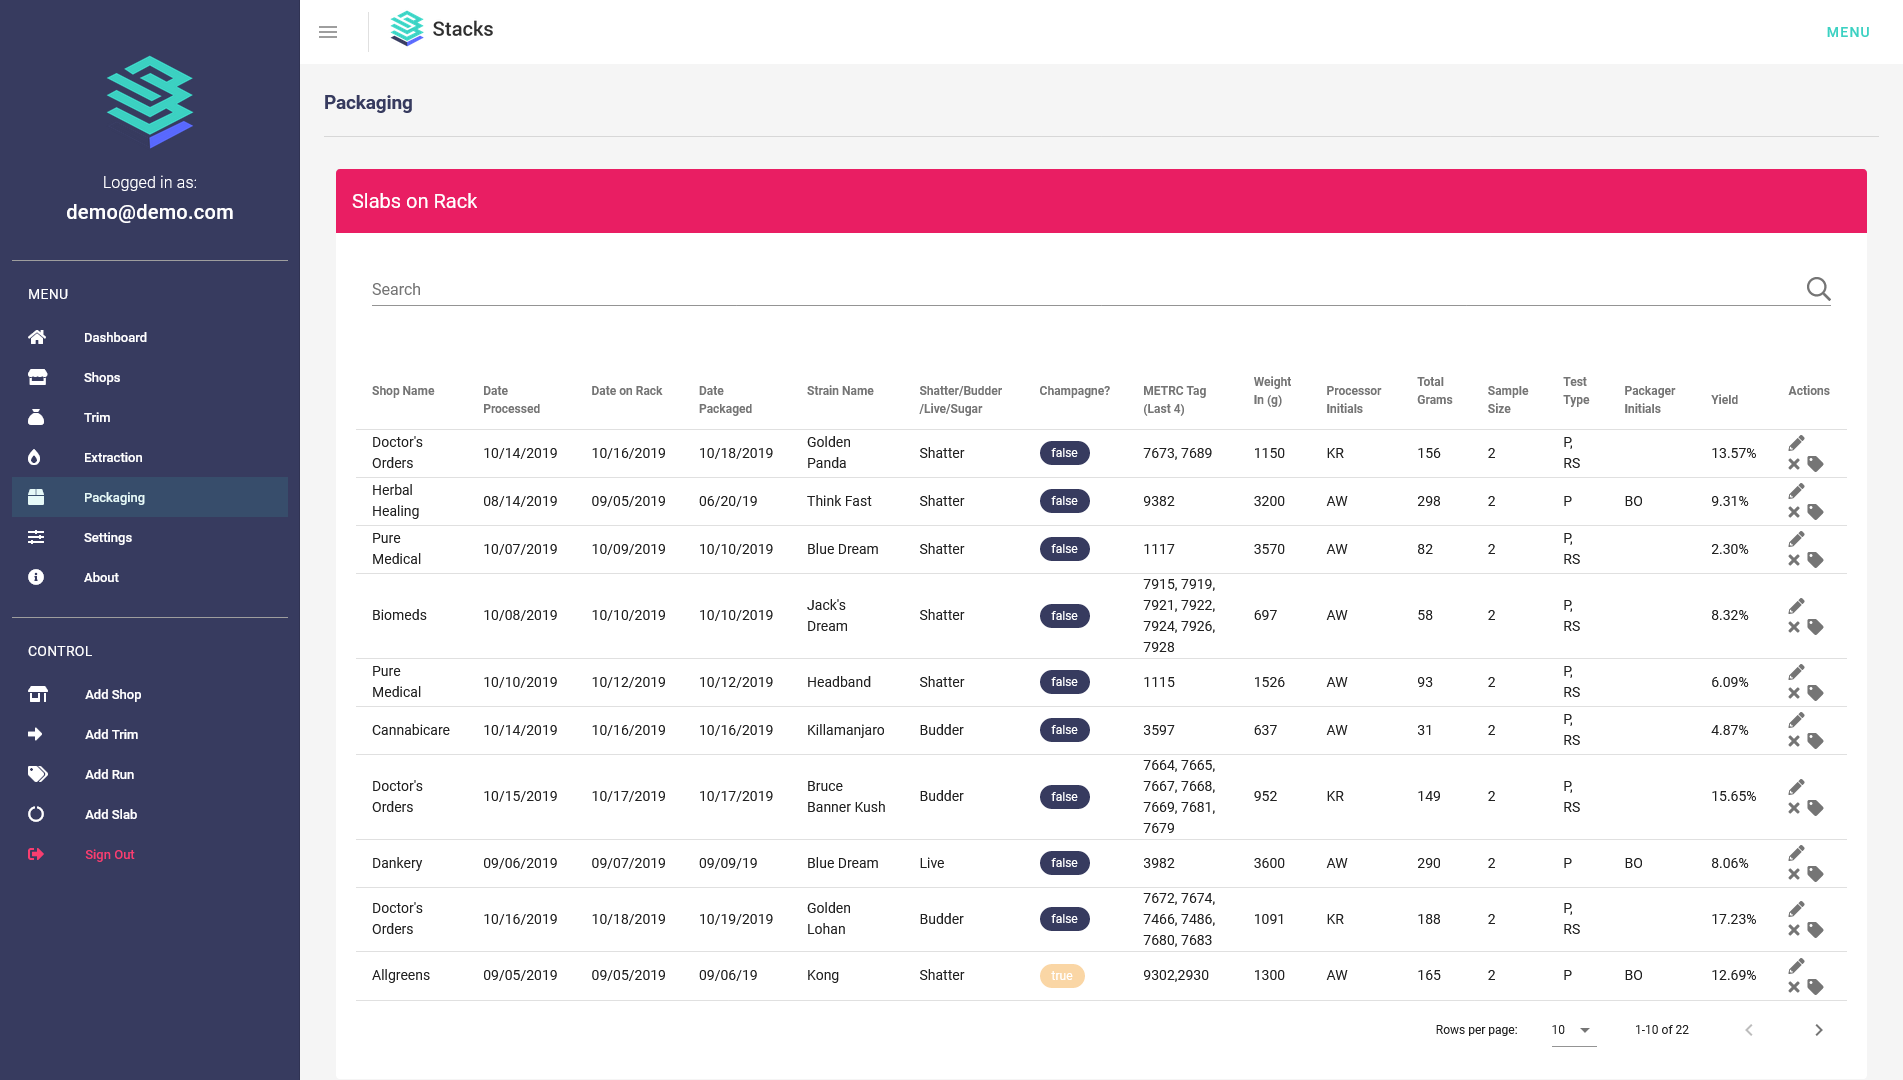 Logged in as:
demo@demo.com
MENU
Dashboard
Shops
Trim
Extraction
Packaging
Settings
About
CONTROL
Add Shop
Add Trim
Add Run
Add Slab
Sign Out
Stacks
MENU
Packaging
Slabs on Rack
Search
Shop Name
Date
Processed
Date on Rack
Date
Packaged
Strain Name
Shatter/Budder
/Live/Sugar
Champagne?
METRC Tag
(Last 4)
Weight
In (g)
Processor
Initials
Total
Grams
Sample
Size
Test
Type
Packager
Initials
Yield
Actions
Doctor's
Orders
10/14/2019
10/16/2019
10/18/2019
Golden
Panda
Shatter
false
7673, 7689
1150
KR
156
2
P,
RS
13.57%
Herbal
Healing
08/14/2019
09/05/2019
06/20/19
Think Fast
Shatter
false
9382
3200
AW
298
2
P
BO
9.31%
Pure
Medical
10/07/2019
10/09/2019
10/10/2019
Blue Dream
Shatter
false
1117
3570
AW
82
2
P,
RS
2.30%
Biomeds
10/08/2019
10/10/2019
10/10/2019
Jack's
Dream
Shatter
false
7915, 7919,
7921, 7922,
7924, 7926,
7928
697
AW
58
2
P,
RS
8.32%
Pure
Medical
10/10/2019
10/12/2019
10/12/2019
Headband
Shatter
false
1115
1526
AW
93
2
P,
RS
6.09%
Cannabicare
10/14/2019
10/16/2019
10/16/2019
Killamanjaro
Budder
false
3597
637
AW
31
2
P,
RS
4.87%
Doctor's
Orders
10/15/2019
10/17/2019
10/17/2019
Bruce
Banner Kush
Budder
false
7664, 7665,
7667, 7668,
7669, 7681,
7679
952
KR
149
2
P,
RS
15.65%
Dankery
09/06/2019
09/07/2019
09/09/19
Blue Dream
Live
false
3982
3600
AW
290
2
P
BO
8.06%
Doctor's
Orders
10/16/2019
10/18/2019
10/19/2019
Golden
Lohan
Budder
false
7672, 7674,
7466, 7486,
7680, 7683
1091
KR
188
2
P,
RS
17.23%
Allgreens
09/05/2019
09/05/2019
09/06/19
Kong
Shatter
true
9302,2930
1300
AW
165
2
P
BO
12.69%
Rows per page:
10
1-10 of 22